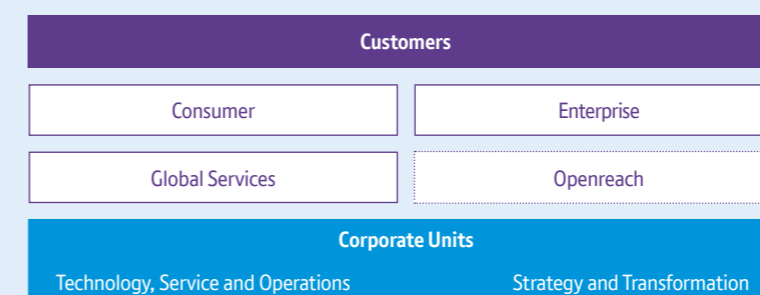 Customers
Consumer Enterprise
Global Services Openreach
Corporate Units
Technology, Service and Operations Strategy and Transformation